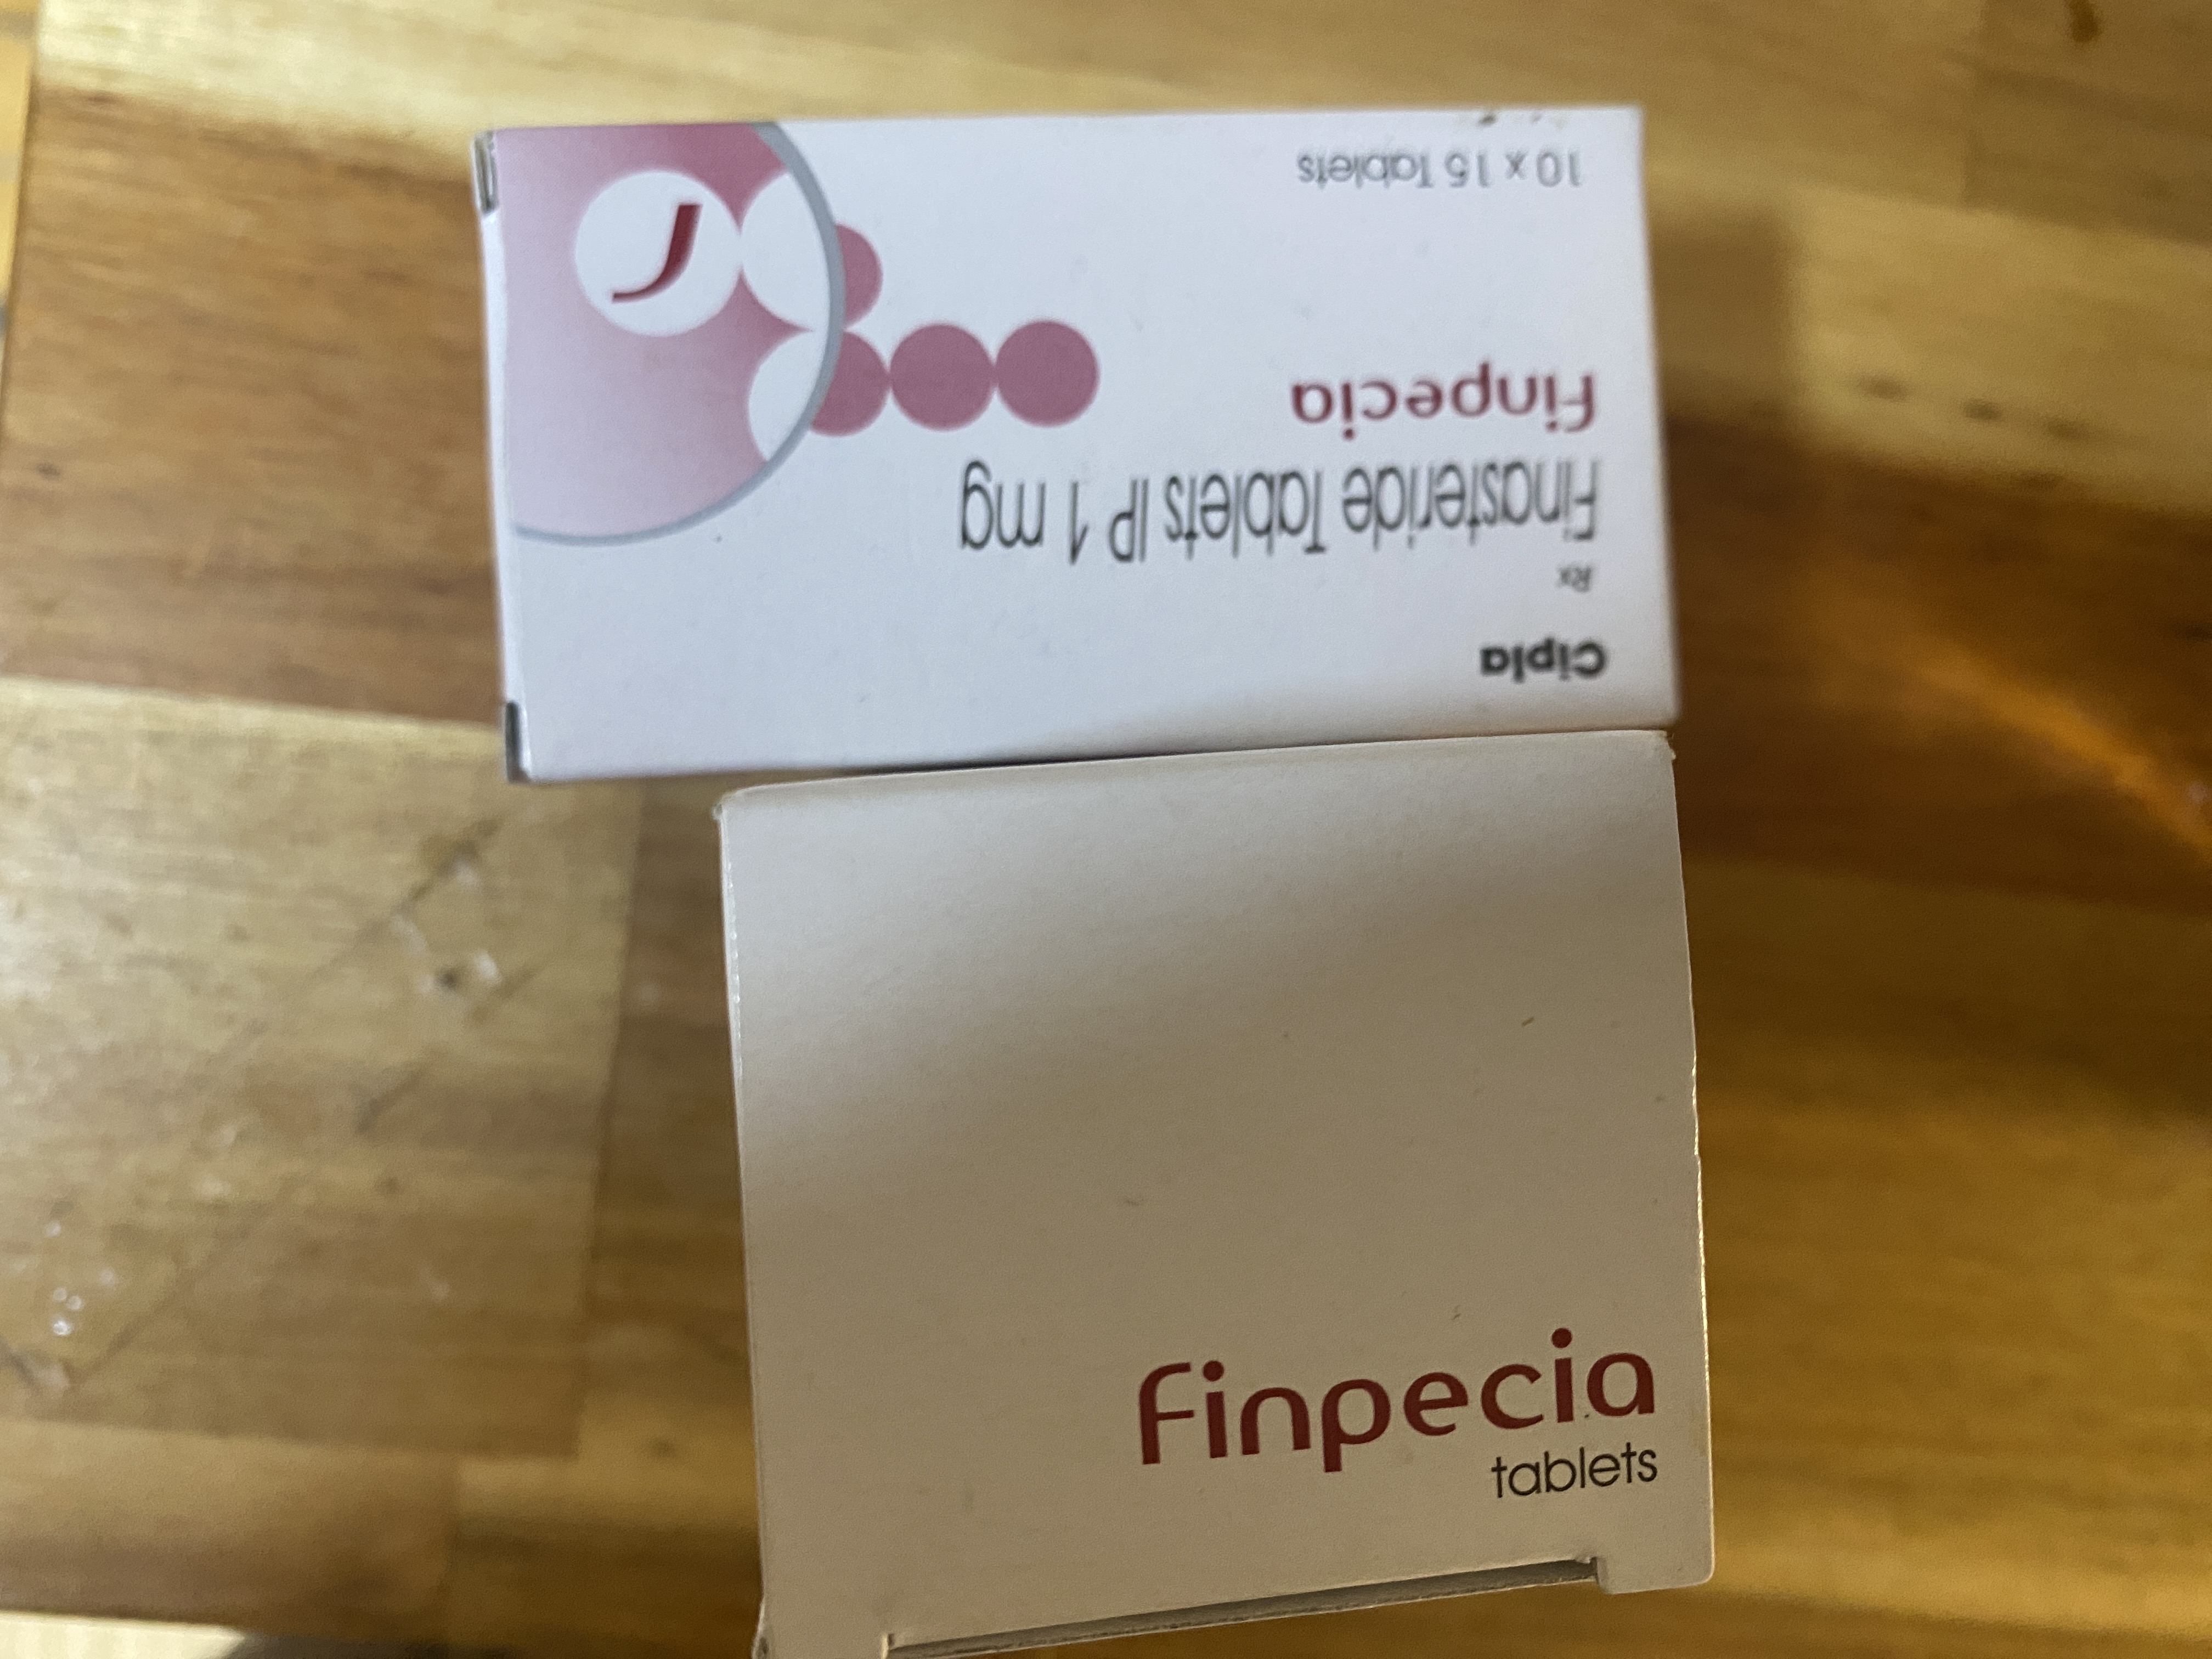 Cipla
Rx
Finasteride Tablets IP 1 mg
Finpecia
10 x 15 Tablets
Finpecia
tablets